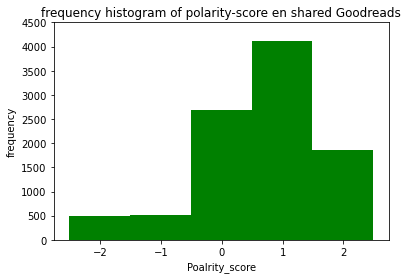 frequency histogram of polarity-score en shared Goodreads
4500
4000
3500
3000
2500
2000
1500
1000
500
0
frequency
−2 −1 0 1 2
Poalrity_score